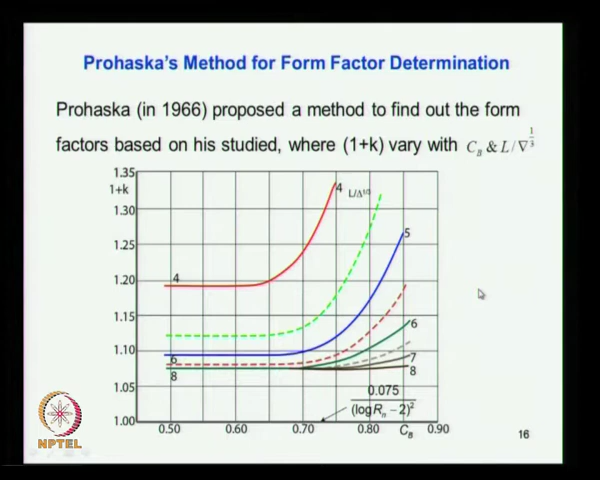 Prohaska's Method for Form Factor Determination
Prohaska (in 1966) proposed a method to find out the form
factors based on his studied, where (1+k) vary with C_B & L/∇^{1/3}
1.35
1+k
1.30
1.25
1.20
1.15
1.10
1.05
1.00
4 L/Δ^{1/3}
4
5
6
6
8
7
8
0.075
(log R_n – 2)²
0.50 0.60 0.70 0.80 C_B 0.90
NPTEL
16